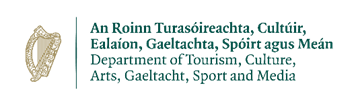 An Roinn Turasóireachta, Cultúir,
Ealaíon, Gaeltachta, Spóirt agus Meán
Department of Tourism, Culture,
Arts, Gaeltacht, Sport and Media